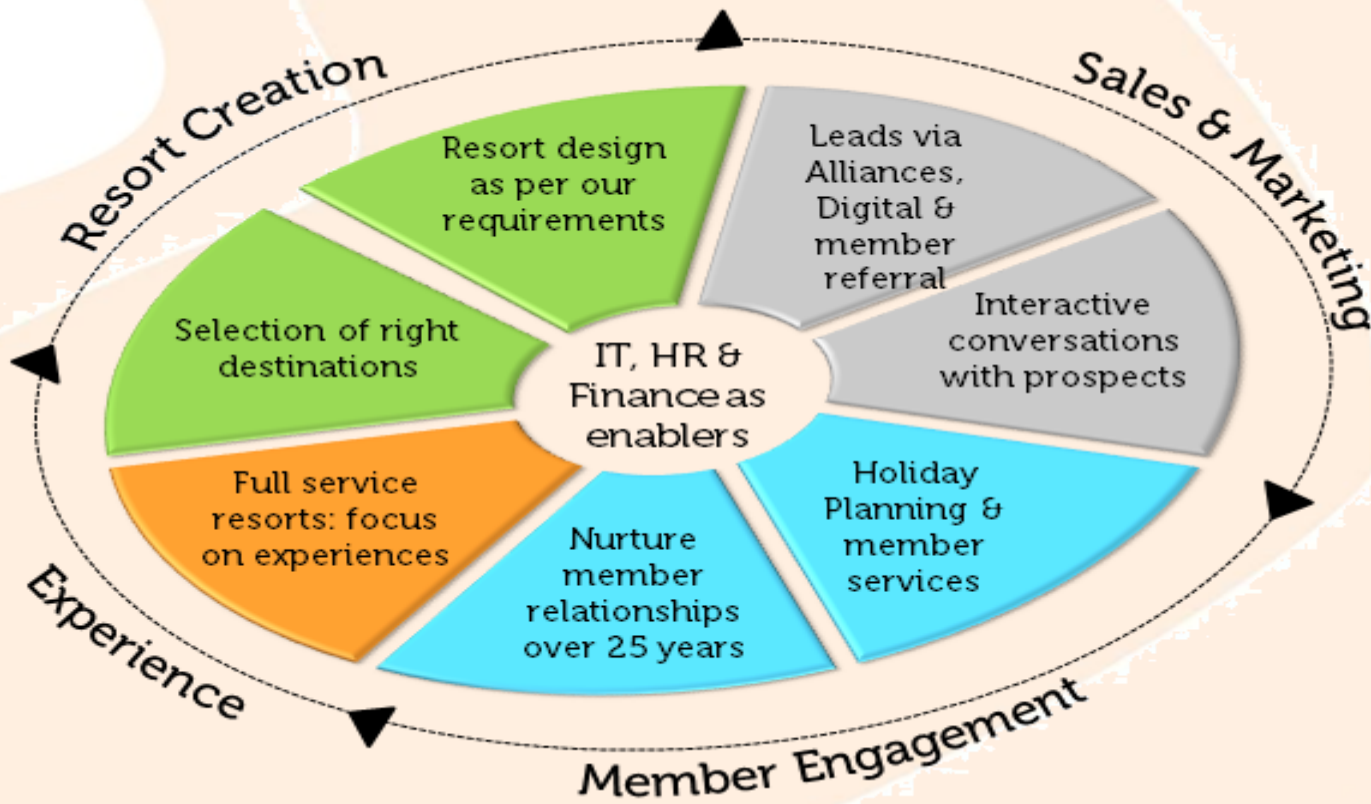 Resort Creation
Sales & Marketing
Resort design
as per our
requirements
Leads via
Alliances,
Digital &
member
referral
Selection of right
destinations
Interactive
conversations
with prospects
IT, HR &
Finance as
enablers
Full service
resorts: focus
on experiences
Nurture
member
relationships
over 25 years
Holiday
Planning &
member
services
Experience
Member Engagement